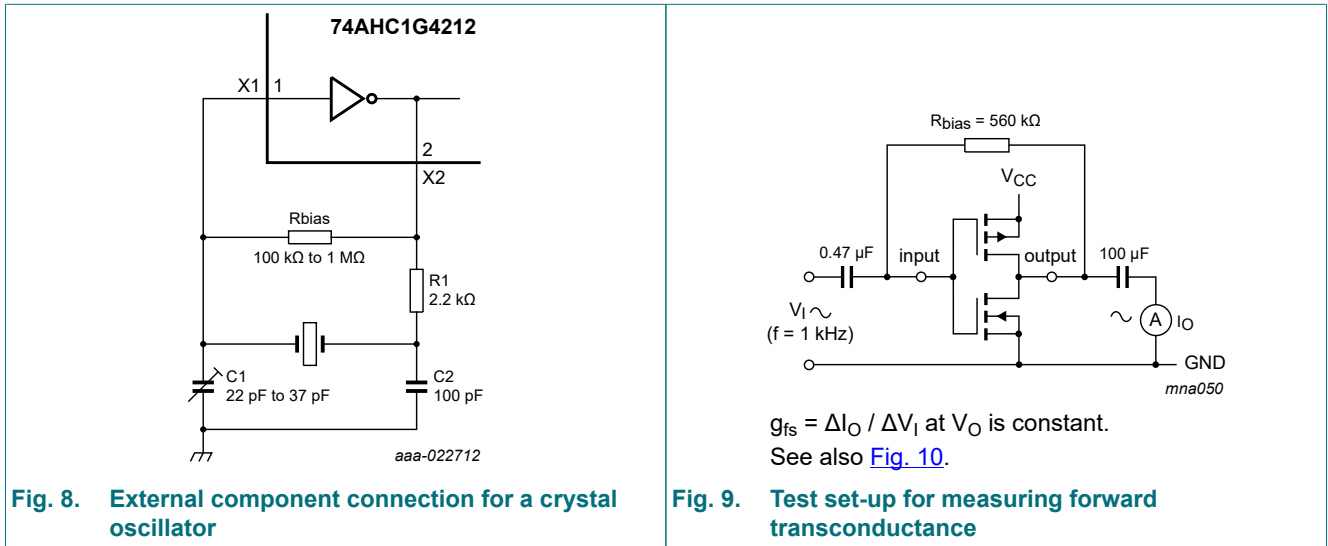 74AHC1G4212
X1
1
2
X2
Rbias
100 kΩ to 1 MΩ
R1
2.2 kΩ
C1
22 pF to 37 pF
C2
100 pF
aaa-022712
Fig. 8. External component connection for a crystal
oscillator
Rbias = 560 kΩ
VCC
0.47 µF
input
output
100 µF
VI
(f = 1 kHz)
A
IO
GND
mna050
gfs = ΔIO / ΔVI at VO is constant.
See also Fig. 10.
Fig. 9. Test set-up for measuring forward
transconductance